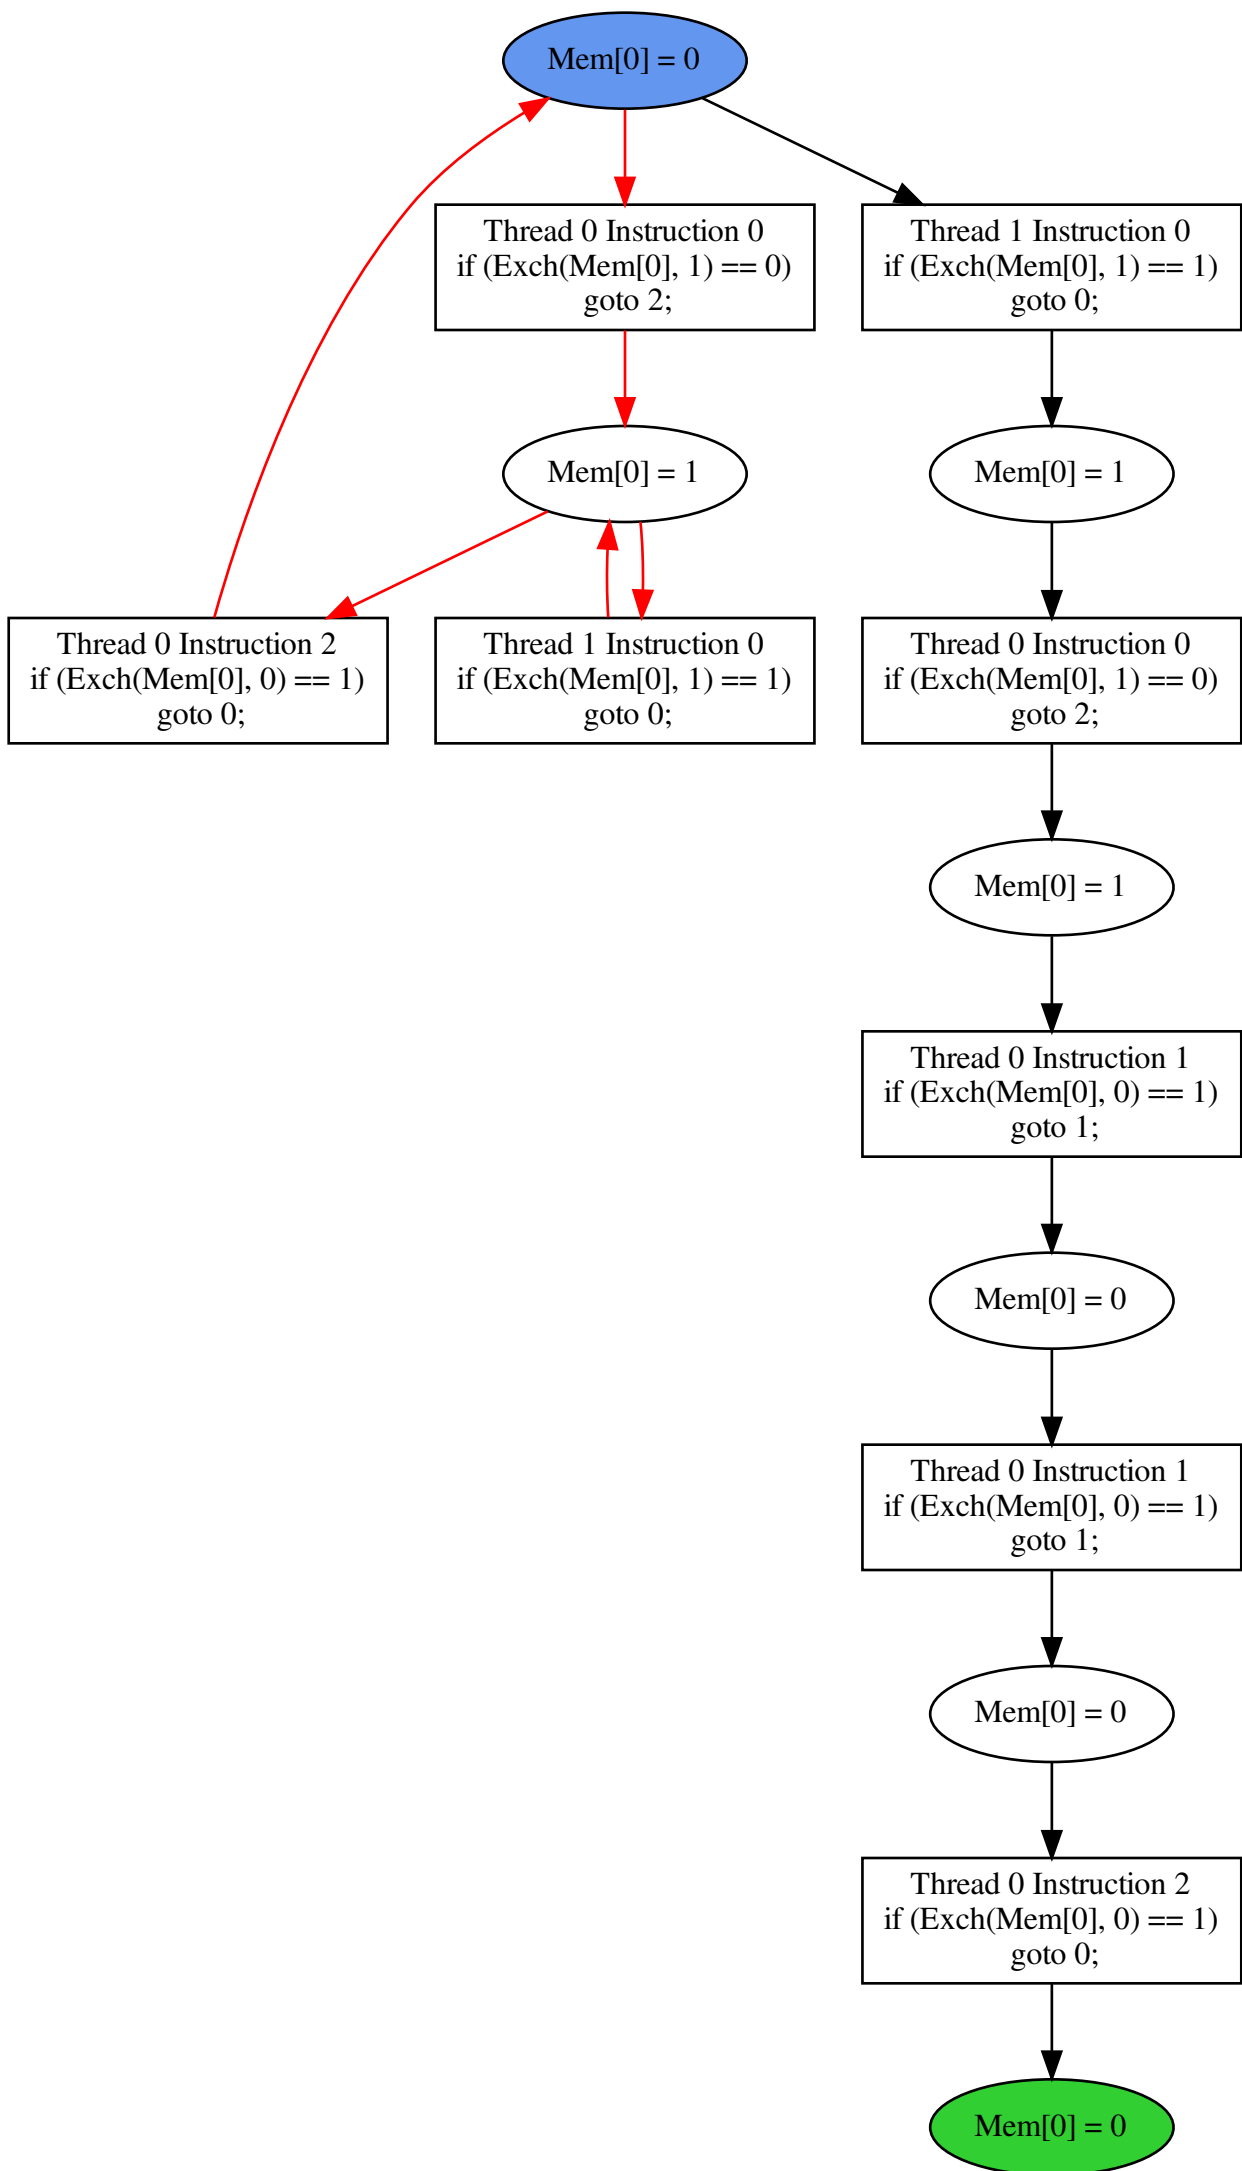 Mem[0] = 0
Thread 0 Instruction 0
if (Exch(Mem[0], 1) == 0)
goto 2;
Thread 1 Instruction 0
if (Exch(Mem[0], 1) == 1)
goto 0;
Mem[0] = 1
Mem[0] = 1
Thread 0 Instruction 2
if (Exch(Mem[0], 0) == 1)
goto 0;
Thread 1 Instruction 0
if (Exch(Mem[0], 1) == 1)
goto 0;
Thread 0 Instruction 0
if (Exch(Mem[0], 1) == 0)
goto 2;
Mem[0] = 1
Thread 0 Instruction 1
if (Exch(Mem[0], 0) == 1)
goto 1;
Mem[0] = 0
Thread 0 Instruction 1
if (Exch(Mem[0], 0) == 1)
goto 1;
Mem[0] = 0
Thread 0 Instruction 2
if (Exch(Mem[0], 0) == 1)
goto 0;
Mem[0] = 0